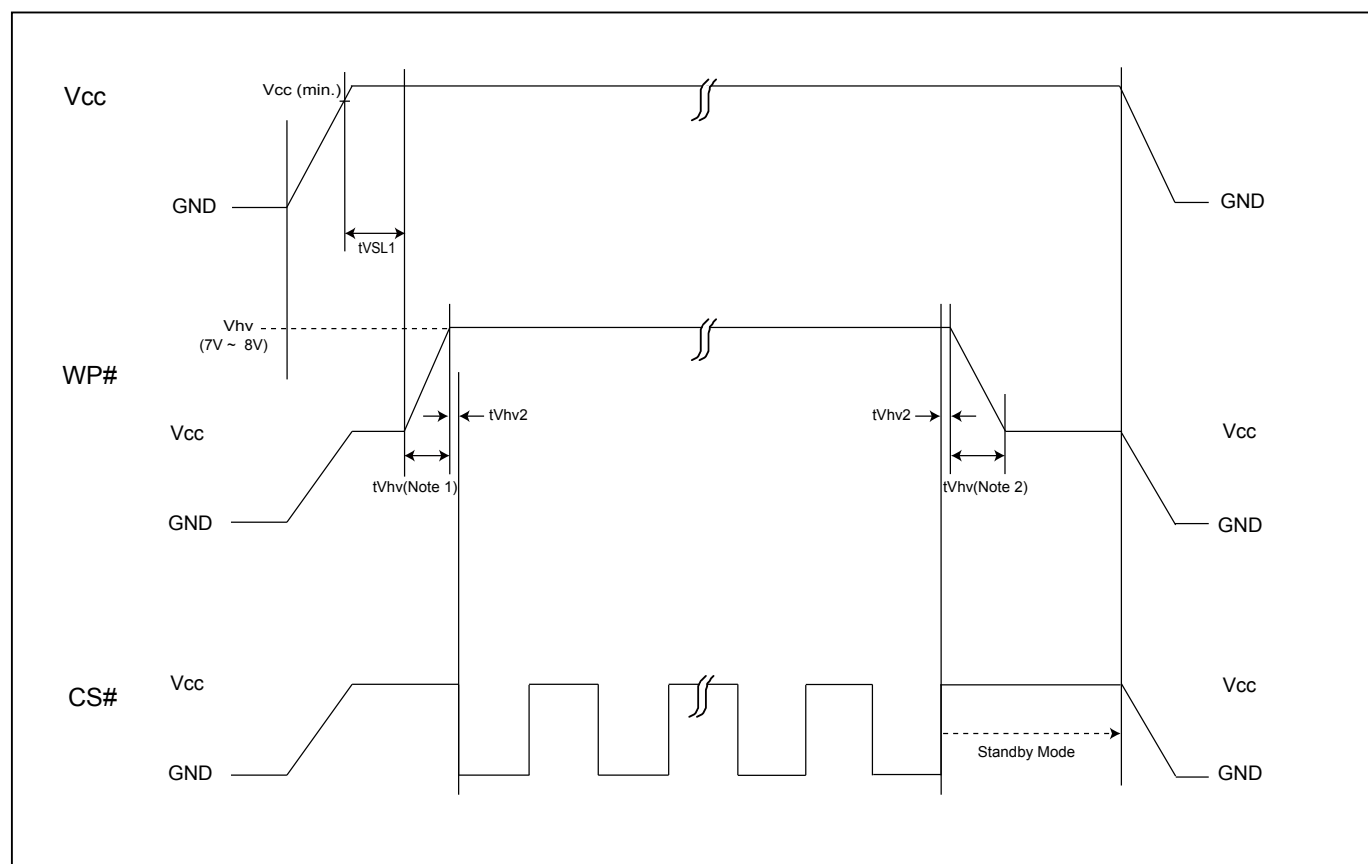 Vcc
Vcc (min.)
GND
GND
tVSL1
Vhv
(7V ~ 8V)
WP#
tVhv2
tVhv2
Vcc
Vcc
tVhv(Note 1)
tVhv(Note 2)
GND
GND
CS#
Vcc
Vcc
Standby Mode
GND
GND